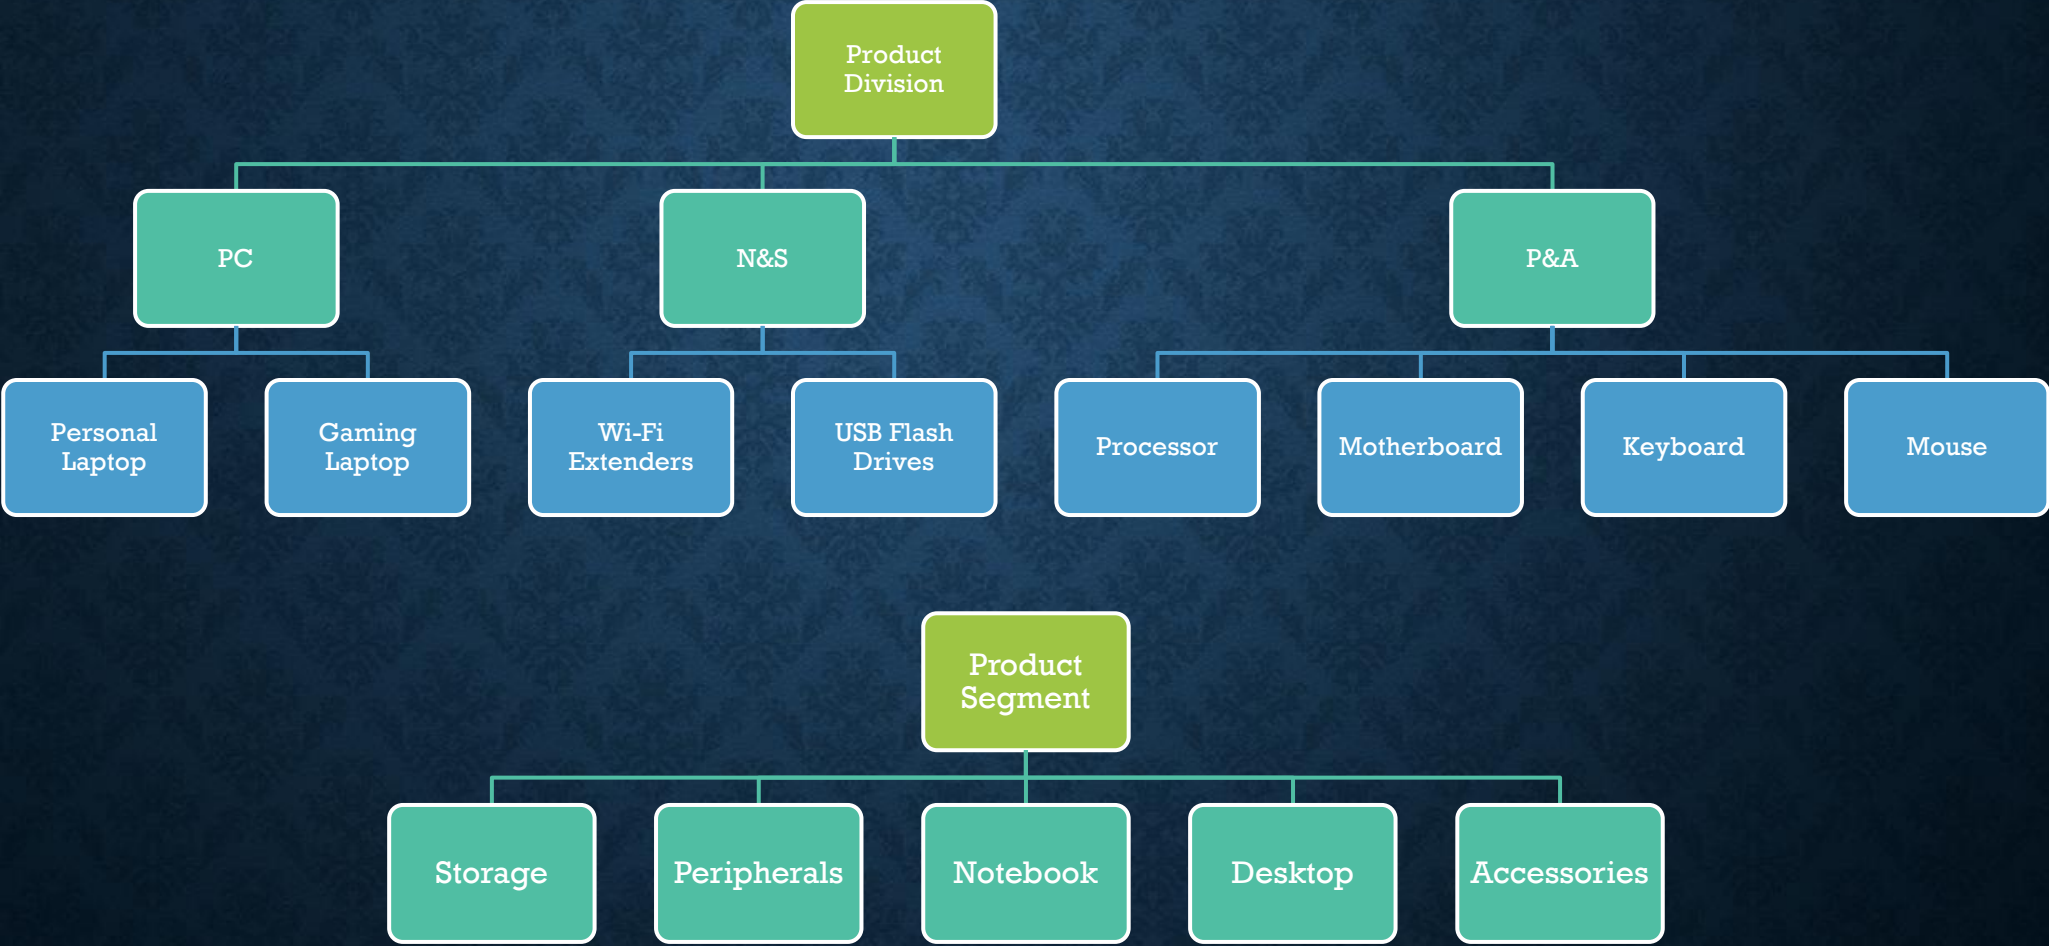 Product
Division
PC
N&S
P&A
Personal
Laptop
Gaming
Laptop
Wi-Fi
Extenders
USB Flash
Drives
Processor
Motherboard
Keyboard
Mouse
Product
Segment
Storage
Peripherals
Notebook
Desktop
Accessories